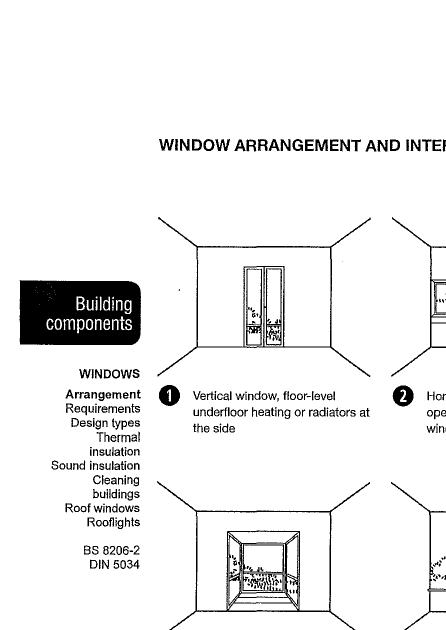 WINDOW ARRANGEMENT AND INTER
Building
components
WINDOWS
Arrangement
Requirements
Design types
Thermal
insulation
Sound insulation
Cleaning
buildings
Roof windows
Rooflights
BS 8206-2
DIN 5034
1 Vertical window, floor-level
underfloor heating or radiators at
the side
2 Hor
ope
wind